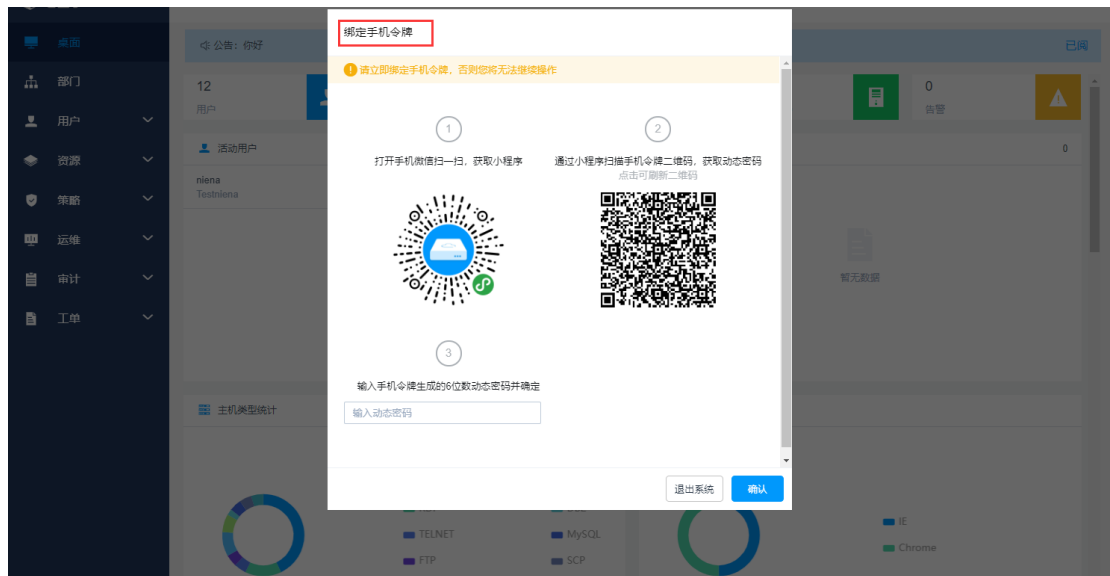 绑定手机令牌
请立即绑定手机令牌，否则您将无法继续操作
1
打开手机微信扫一扫，获取小程序
2
通过小程序扫描手机令牌二维码，获取动态密码
点击可刷新二维码
3
输入手机令牌生成的6位数动态密码并确定
输入动态密码
退出系统
确认
桌面
部门
用户
资源
策略
运维
审计
工单
公告：你好
已阅
12
用户
0
告警
活动用户
0
niena
Testniena
暂无数据
主机类型统计
TELNET
MySQL
FTP
SCP
IE
Chrome